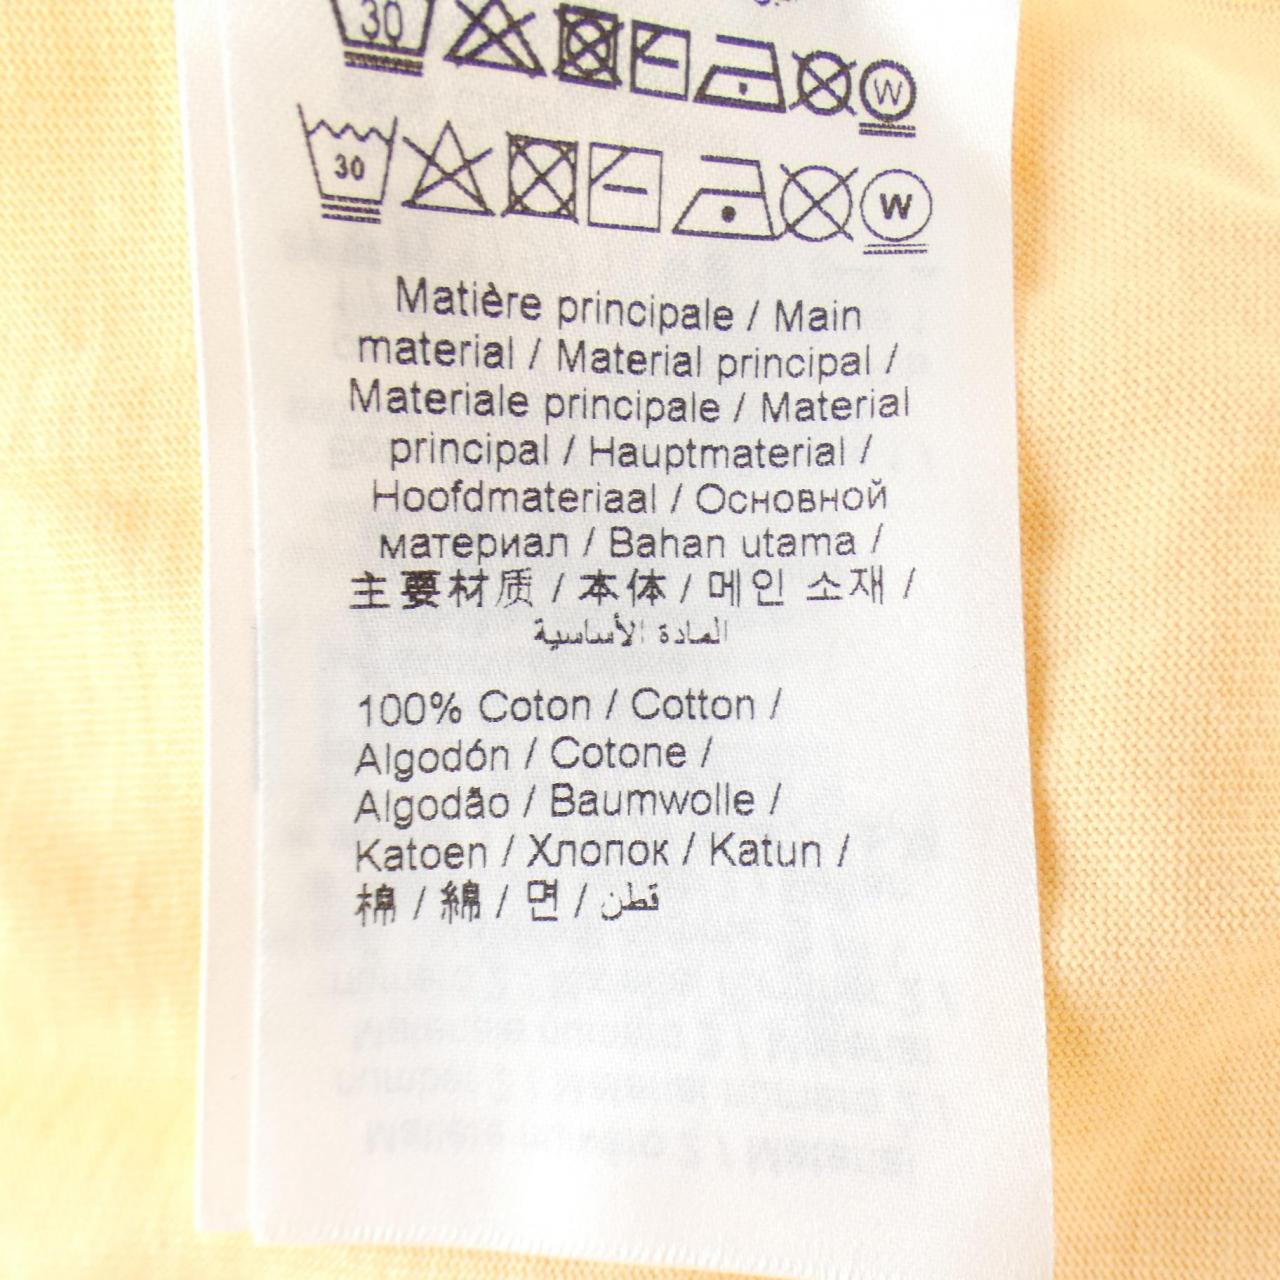 30 W
30 W
Matière principale / Main
material / Material principal /
Materiale principale / Material
principal / Hauptmaterial /
Hoofdmateriaal / Основной
материал / Bahan utama /
主要材质 / 本体 / 메인 소재 /
المادة الأساسية
100% Coton / Cotton /
Algodón / Cotone /
Algodão / Baumwolle /
Katoen / Хлопок / Katun /
棉 / 綿 / 면 / قطن